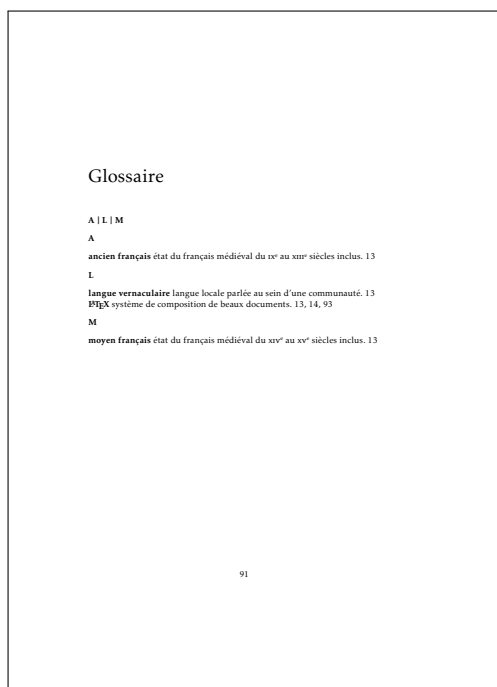 Glossaire
A | L | M
A
ancien français état du français médiéval du IXᵉ au XIIIᵉ siècles inclus. 13
L
langue vernaculaire langue locale parlée au sein d’une communauté. 13
LATEX système de composition de beaux documents. 13, 14, 93
M
moyen français état du français médiéval du XIVᵉ au XVᵉ siècles inclus. 13
91